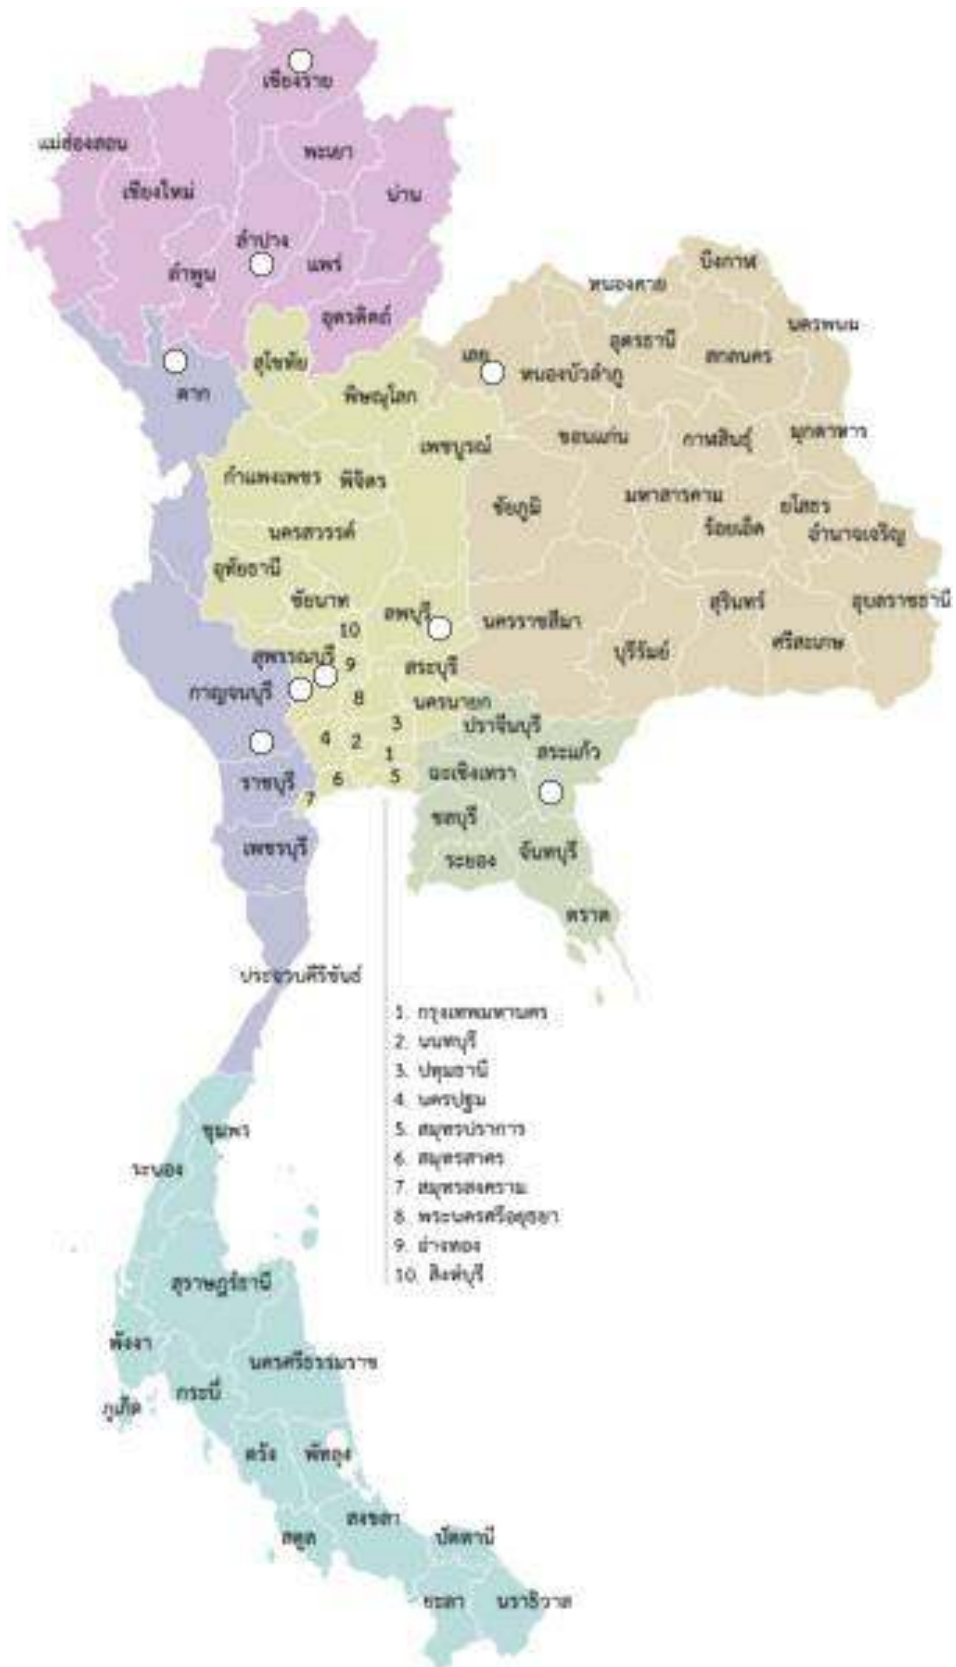 เชียงราย
แม่ฮ่องสอน
พะเยา
เชียงใหม่
น่าน
ลำปาง
ลำพูน
แพร่
บึงกาฬ
หนองคาย
อุตรดิตถ์
นครพนม
อุดรธานี
สกลนคร
สุโขทัย
เลย
หนองบัวลำภู
ตาก
พิษณุโลก
เพชบูรณ์
ขอนแก่น
กาฬสินธุ์
มุกดาหาร
กำแพงเพชร
พิจิตร
ชัยภูมิ
มหาสารคาม
ยโสธร
ร้อยเอ็ด
อำนาจเจริญ
นครสวรรค์
อุทัยธานี
ชัยนาท
ลพบุรี
นครราชสีมา
สุรินทร์
อุบลราชธานี
10
ศรีสะเกษ
สุพรรณบุรี
9
สระบุรี
บุรีรัมย์
กาญจนบุรี
8
นครนายก
3
ปราจีนบุรี
4
2
1
สระแก้ว
ราชบุรี
6
5
ฉะเชิงเทรา
7
ชลบุรี
เพชรบุรี
ระยอง
จันทบุรี
ตราด
ประจวบคีรีขันธ์
1. กรุงเทพมหานคร
2. นนทบุรี
3. ปทุมธานี
4. นครปฐม
5. สมุทรปราการ
6. สมุทรสาคร
7. สมุทรสงคราม
8. พระนครศรีอยุธยา
9. อ่างทอง
10. สิงห์บุรี
ชุมพร
ระนอง
สุราษฎร์ธานี
พังงา
นครศรีธรรมราช
กระบี่
ภูเก็ต
ตรัง
พัทลุง
สงขลา
สตูล
ปัตตานี
ยะลา
นราธิวาส